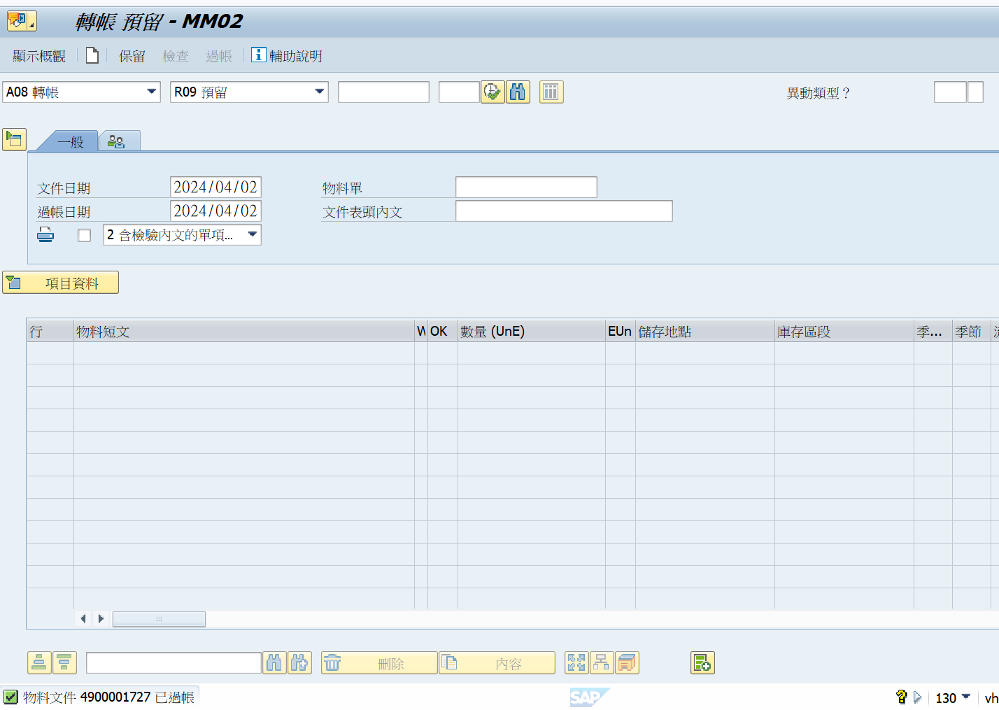 轉帳 預留 - MM02
顯示概觀 保留 檢查 過帳 輔助說明
A08 轉帳 R09 預留 異動類型？
一般
文件日期 2024/04/02 物料單
過帳日期 2024/04/02 文件表頭內文
2 含檢驗內文的單項...
項目資料
行 物料短文 W OK 數量 (UnE) EUn 儲存地點 庫存區段 季... 季節
刪除 內容
物料文件 4900001727 已過帳 SAP 130 vh